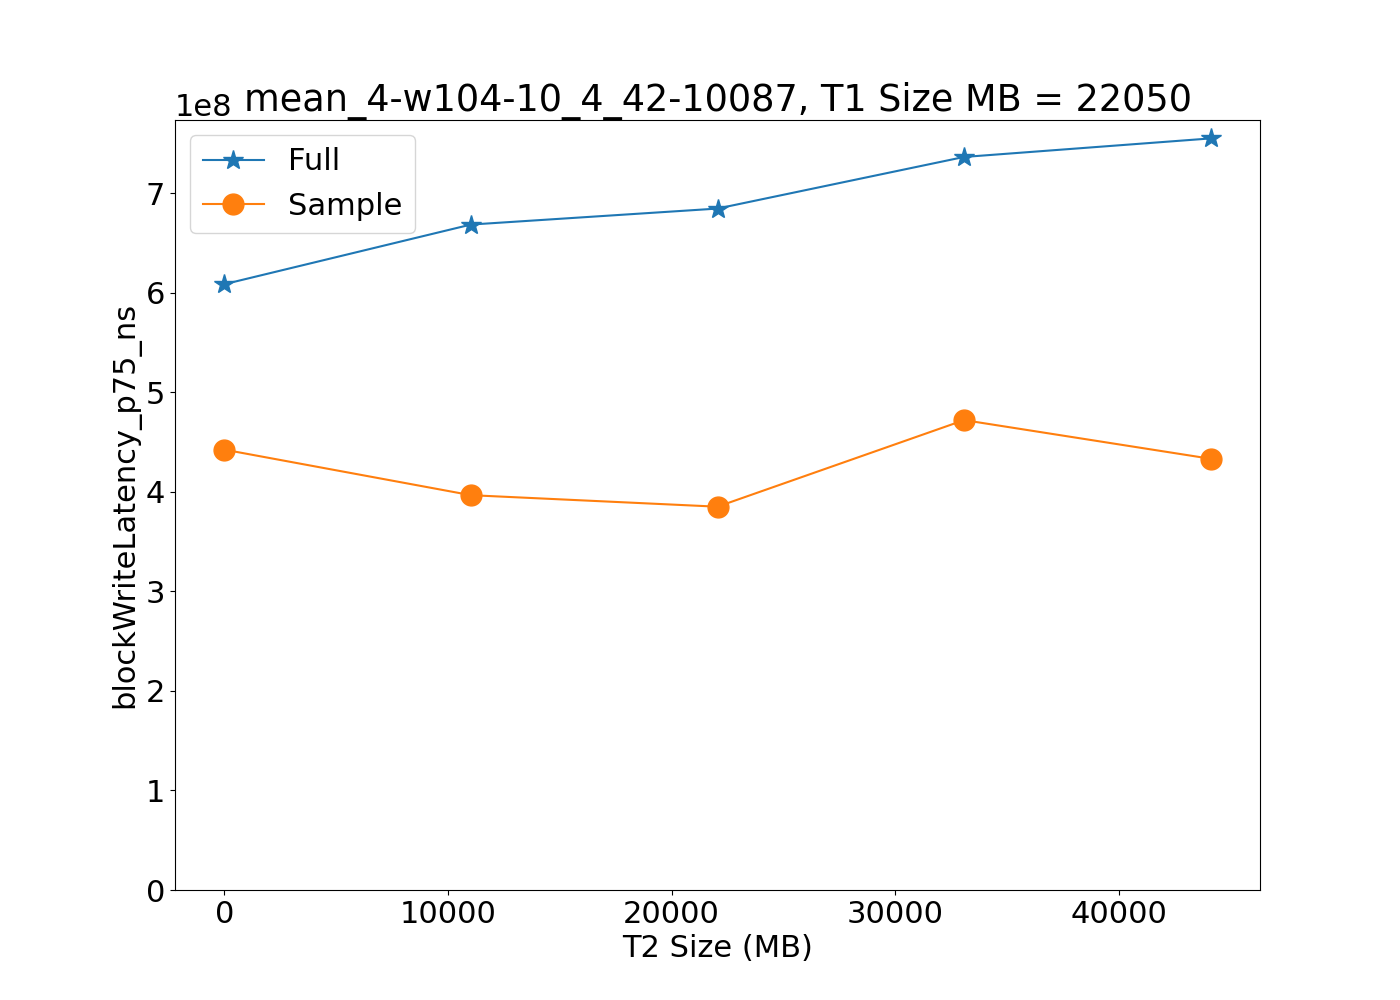 1e8
mean_4-w104-10_4_42-10087, T1 Size MB = 22050
Full
Sample
7
6
5
4
3
2
1
0
blockWriteLatency_p75_ns
0 10000 20000 30000 40000
T2 Size (MB)